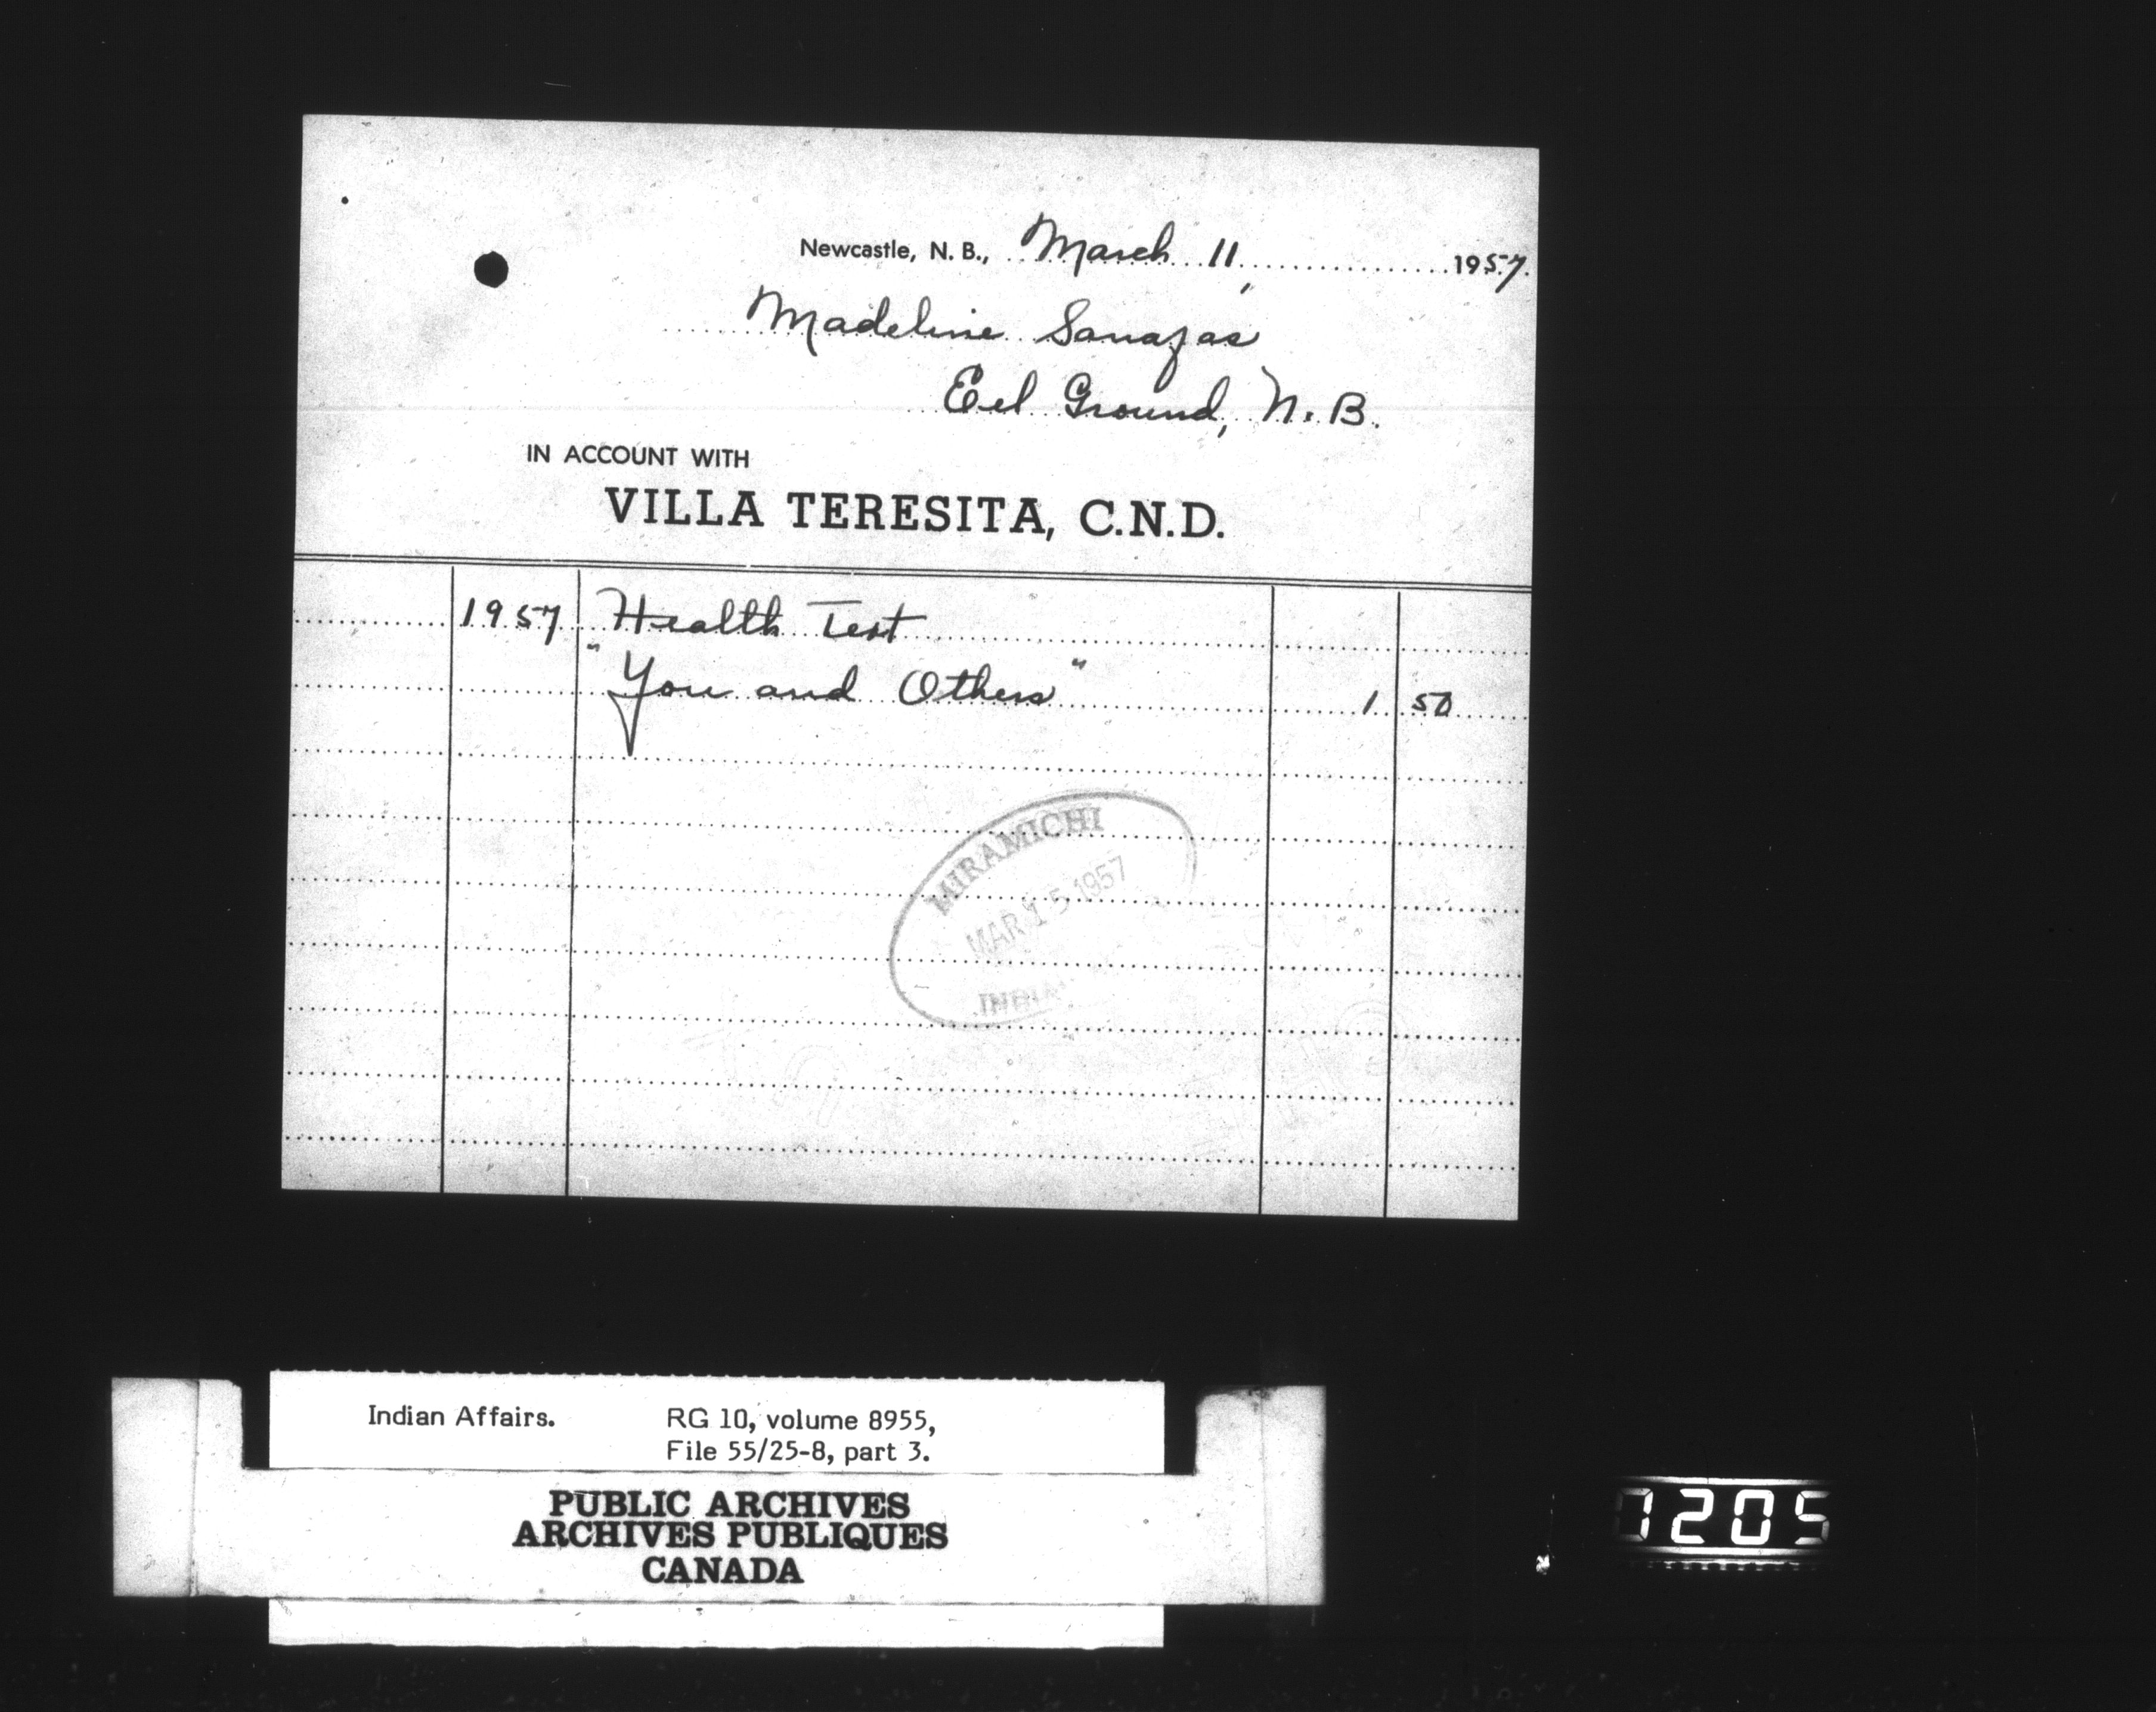 Newcastle, N. B., March 11, 1957.
Madeline Sanapas
Eel Ground, N. B.
IN ACCOUNT WITH
VILLA TERESITA, C.N.D.
1957 Health Text
"You and Others" 1 50
MIRAMICHI
MAR 15 1957
INDIA
Indian Affairs. RG 10, volume 8955,
File 55/25-8, part 3.
PUBLIC ARCHIVES
ARCHIVES PUBLIQUES
CANADA
7205